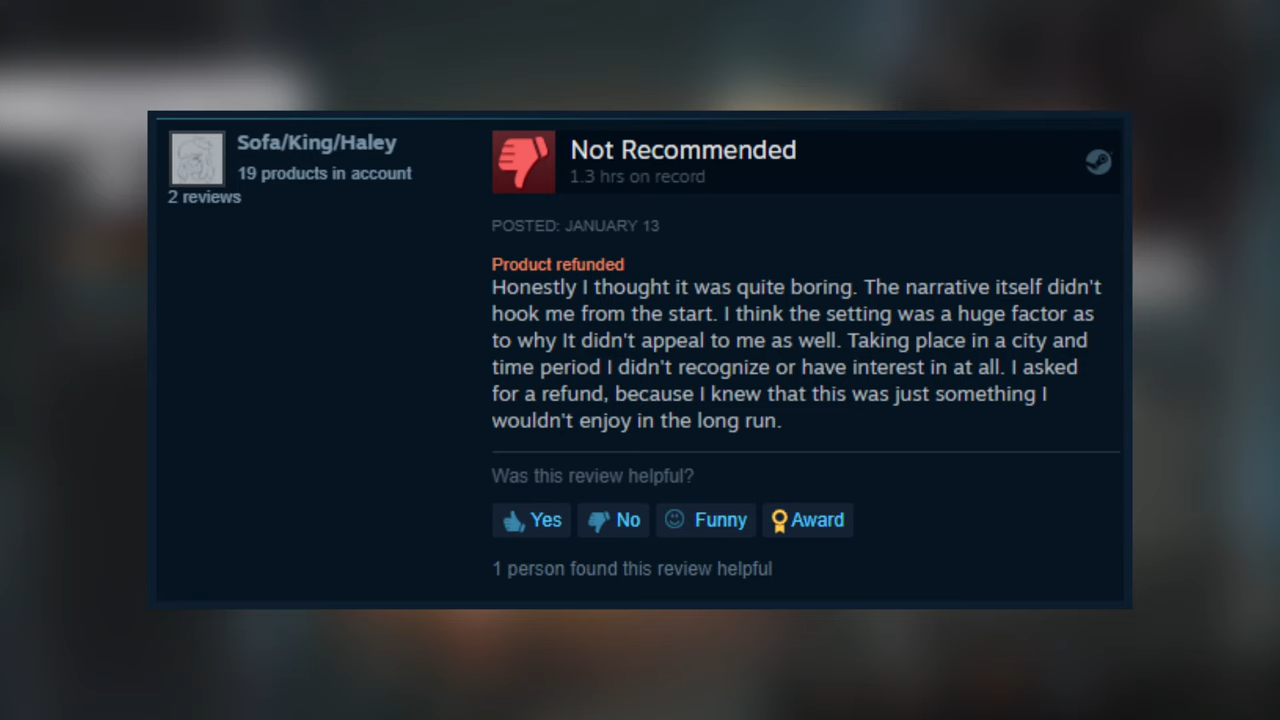 Sofa/King/Haley
19 products in account
2 reviews
Not Recommended
1.3 hrs on record
POSTED: JANUARY 13
Product refunded
Honestly I thought it was quite boring. The narrative itself didn't
hook me from the start. I think the setting was a huge factor as
to why It didn't appeal to me as well. Taking place in a city and
time period I didn't recognize or have interest in at all. I asked
for a refund, because I knew that this was just something I
wouldn't enjoy in the long run.
Was this review helpful?
Yes No Funny Award
1 person found this review helpful